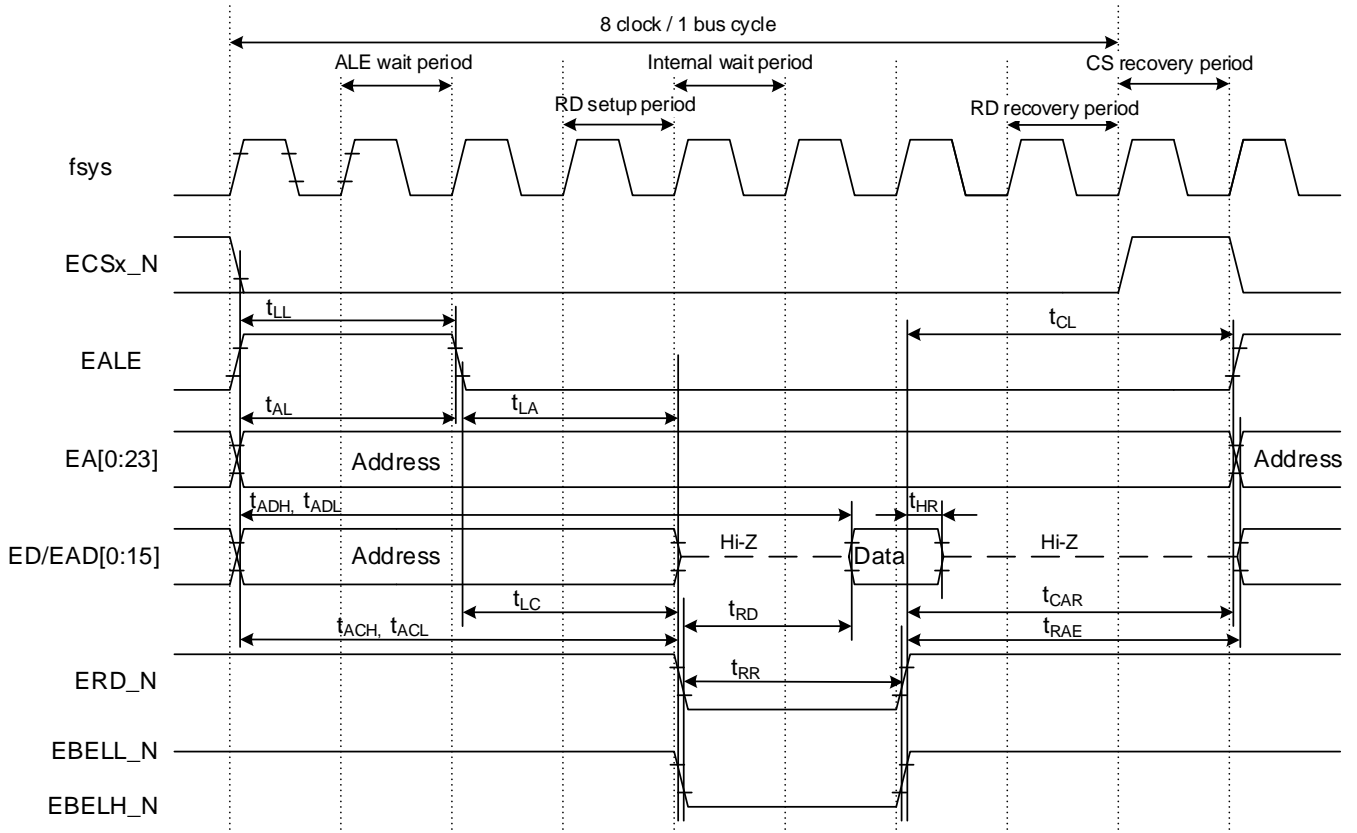 8 clock / 1 bus cycle
ALE wait period
Internal wait period
CS recovery period
RD setup period
RD recovery period
fsys
ECSx_N
tLL
tCL
EALE
tAL
tLA
EA[0:23]
Address
Address
tADH, tADL
tHR
ED/EAD[0:15]
Address
Hi-Z
Data
Hi-Z
tLC
tRD
tCAR
tACH, tACL
tRAE
ERD_N
tRR
EBELL_N
EBELH_N